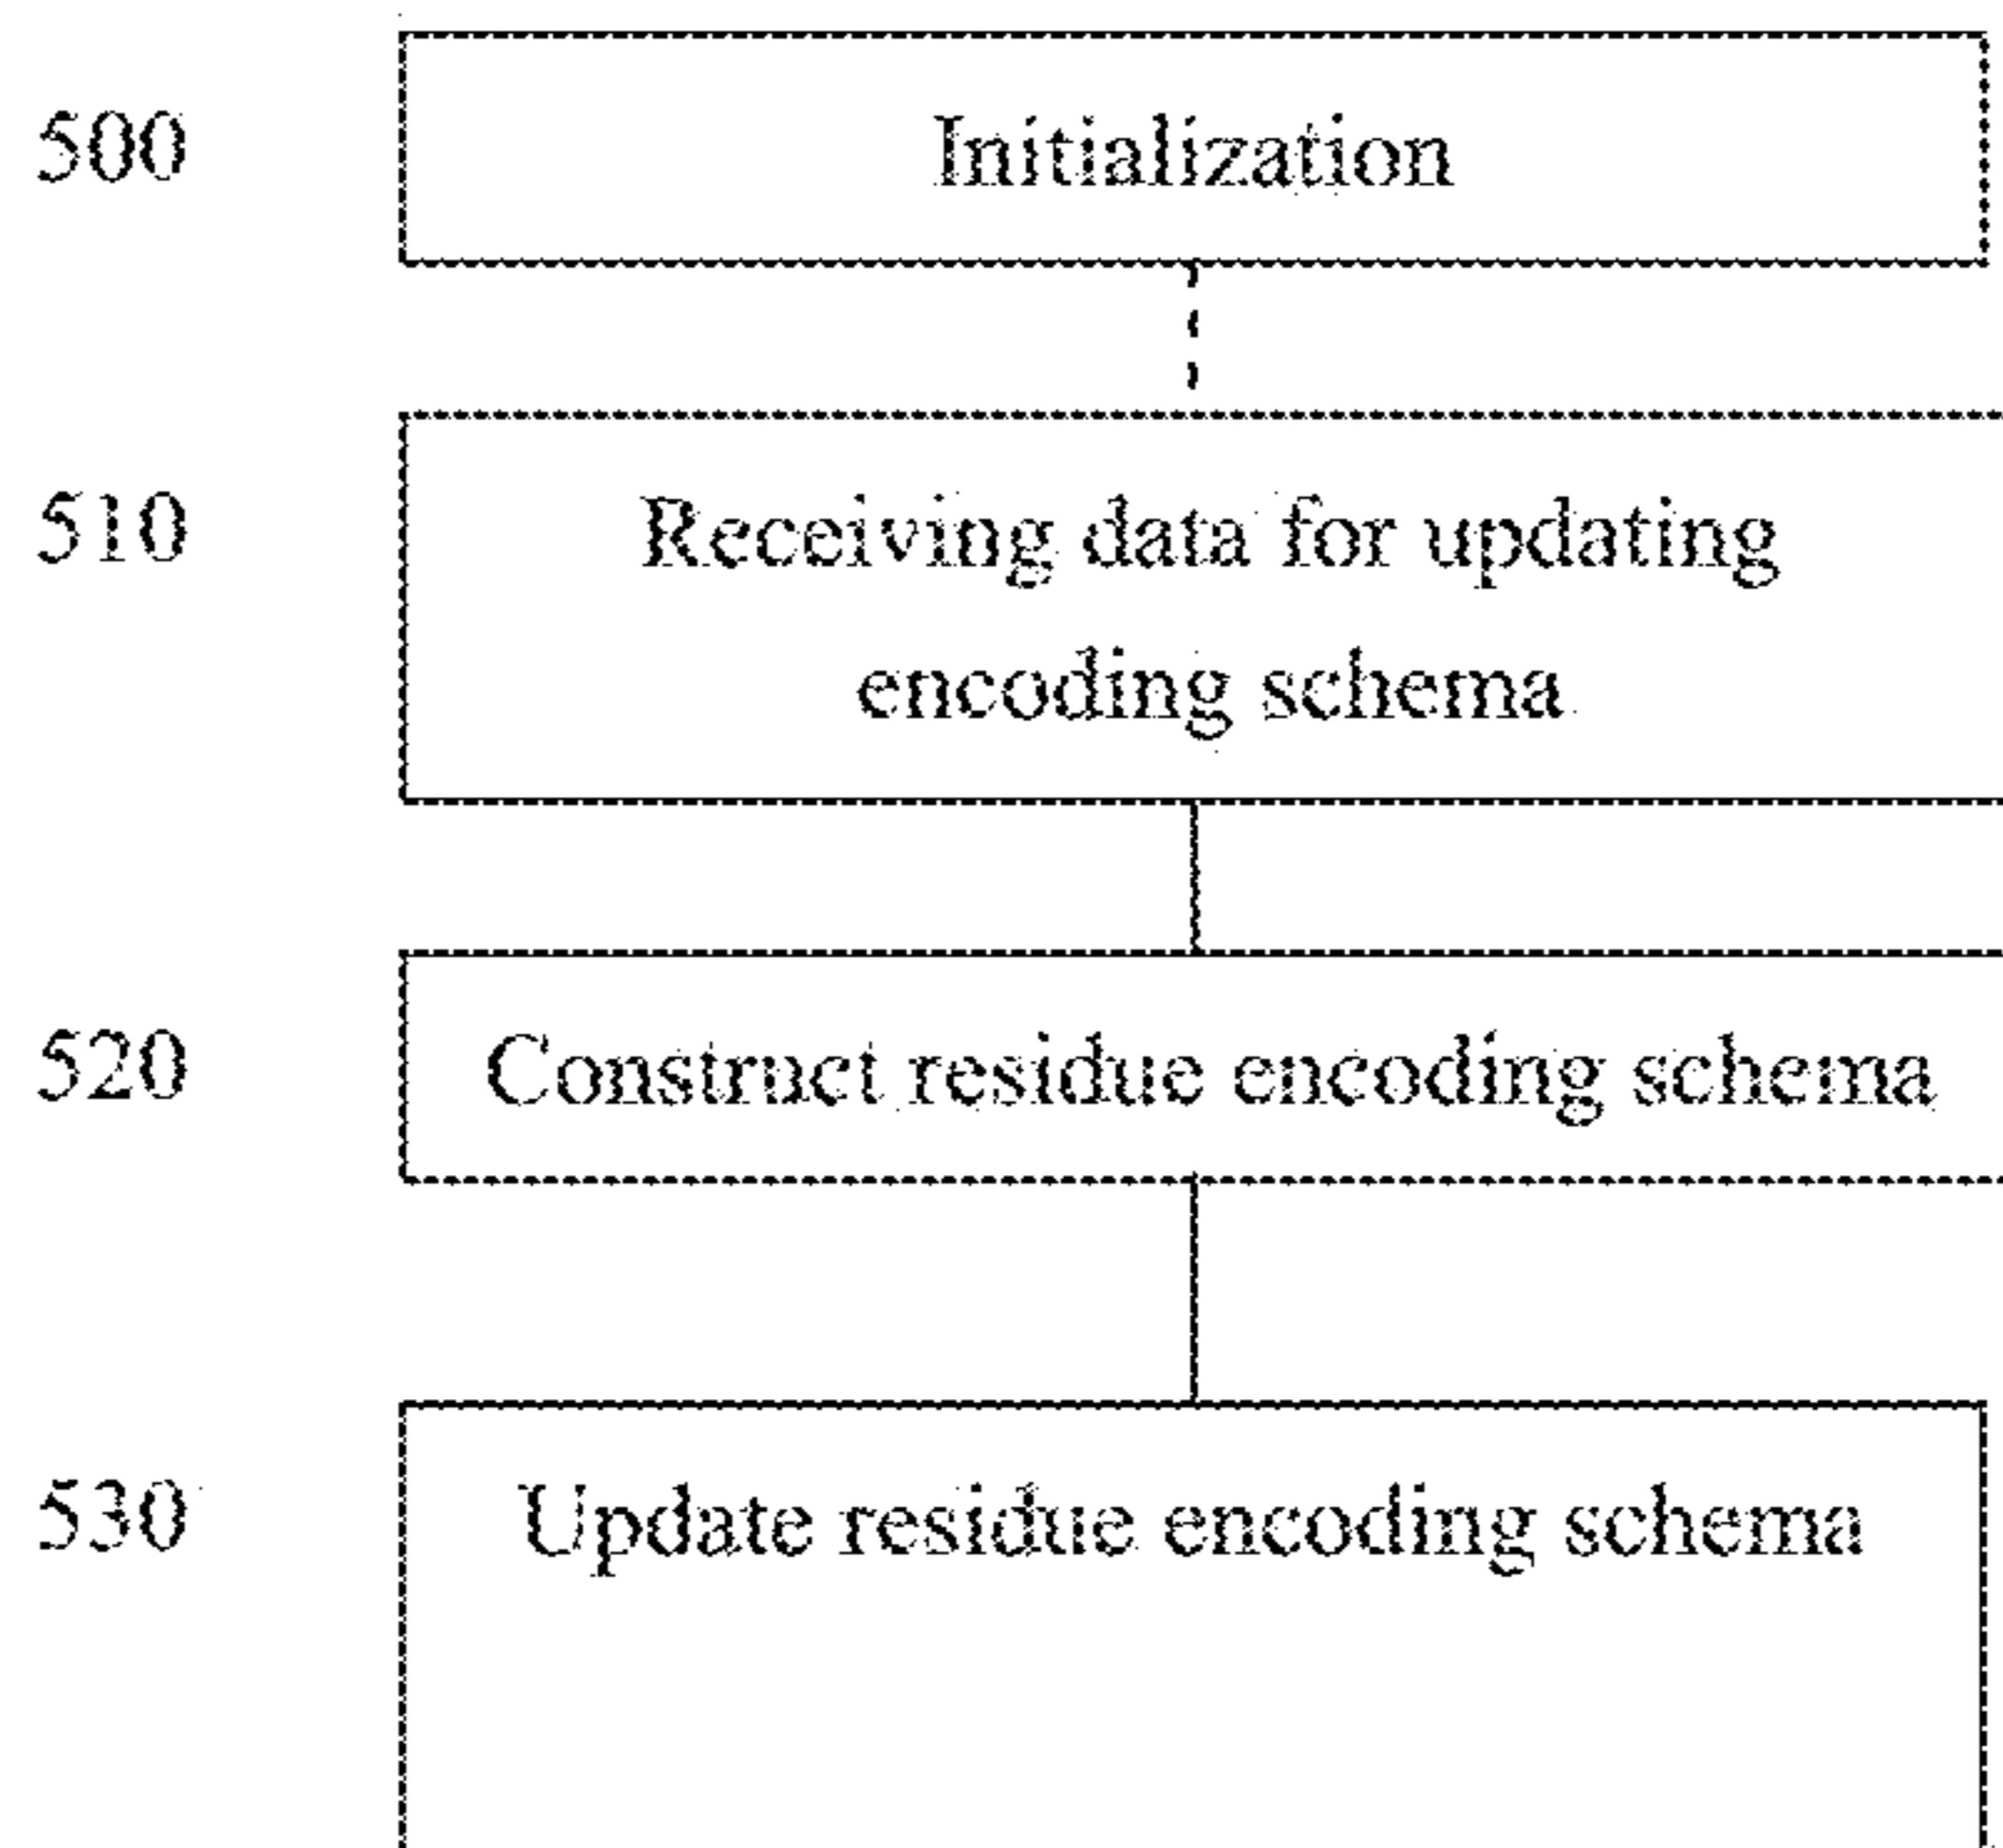 500 Initialization
510 Receiving data for updating
encoding schema
520 Construct residue encoding schema
530 Update residue encoding schema